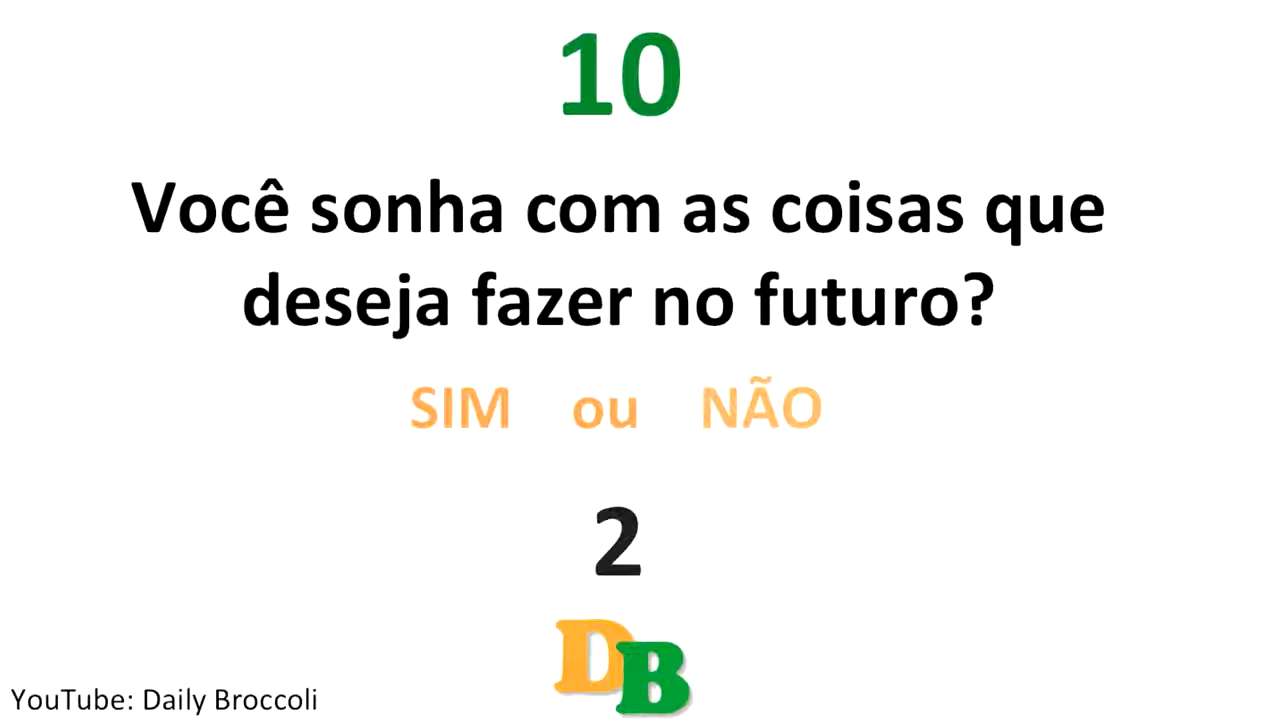 10
Você sonha com as coisas que
deseja fazer no futuro?
SIM ou NÃO
2
DB
YouTube: Daily Broccoli